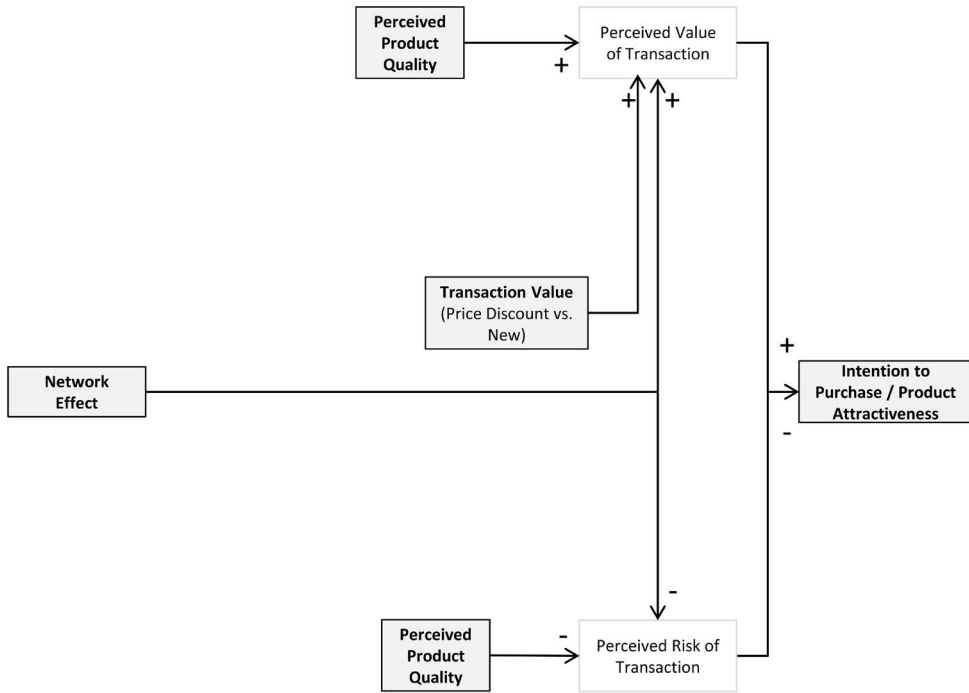 Perceived
Product
Quality
+
Perceived Value
of Transaction
+
+
Transaction Value
(Price Discount vs.
New)
+
Network
Effect
Intention to
Purchase / Product
Attractiveness
-
-
Perceived
Product
Quality
-
Perceived Risk of
Transaction